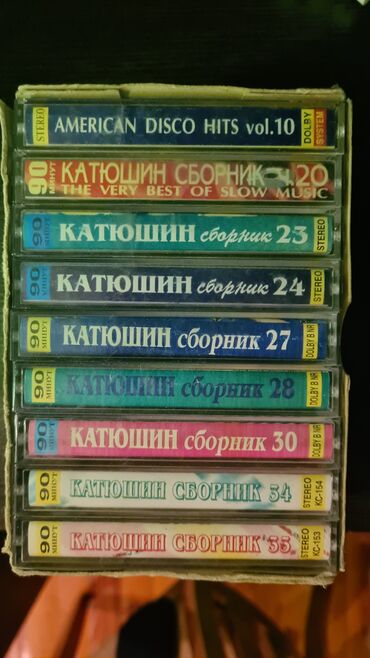 STEREO AMERICAN DISCO HITS vol.10 DOLBY SYSTEM
90 МИНУТ КАТЮШИН СБОРНИК 20
THE VERY BEST OF SLOW MUSIC
90 МИНУТ КАТЮШИН сборник 23 STEREO
90 МИНУТ КАТЮШИН сборник 24 STEREO
90 МИНУТ КАТЮШИН сборник 27 DOLBY B NR
90 МИНУТ КАТЮШИН сборник 28 DOLBY B NR
90 МИНУТ КАТЮШИН сборник 30 DOLBY B NR
90 МИНУТ КАТЮШИН СБОРНИК 34 STEREO КС-154
90 МИНУТ КАТЮШИН СБОРНИК 35 STEREO КС-153